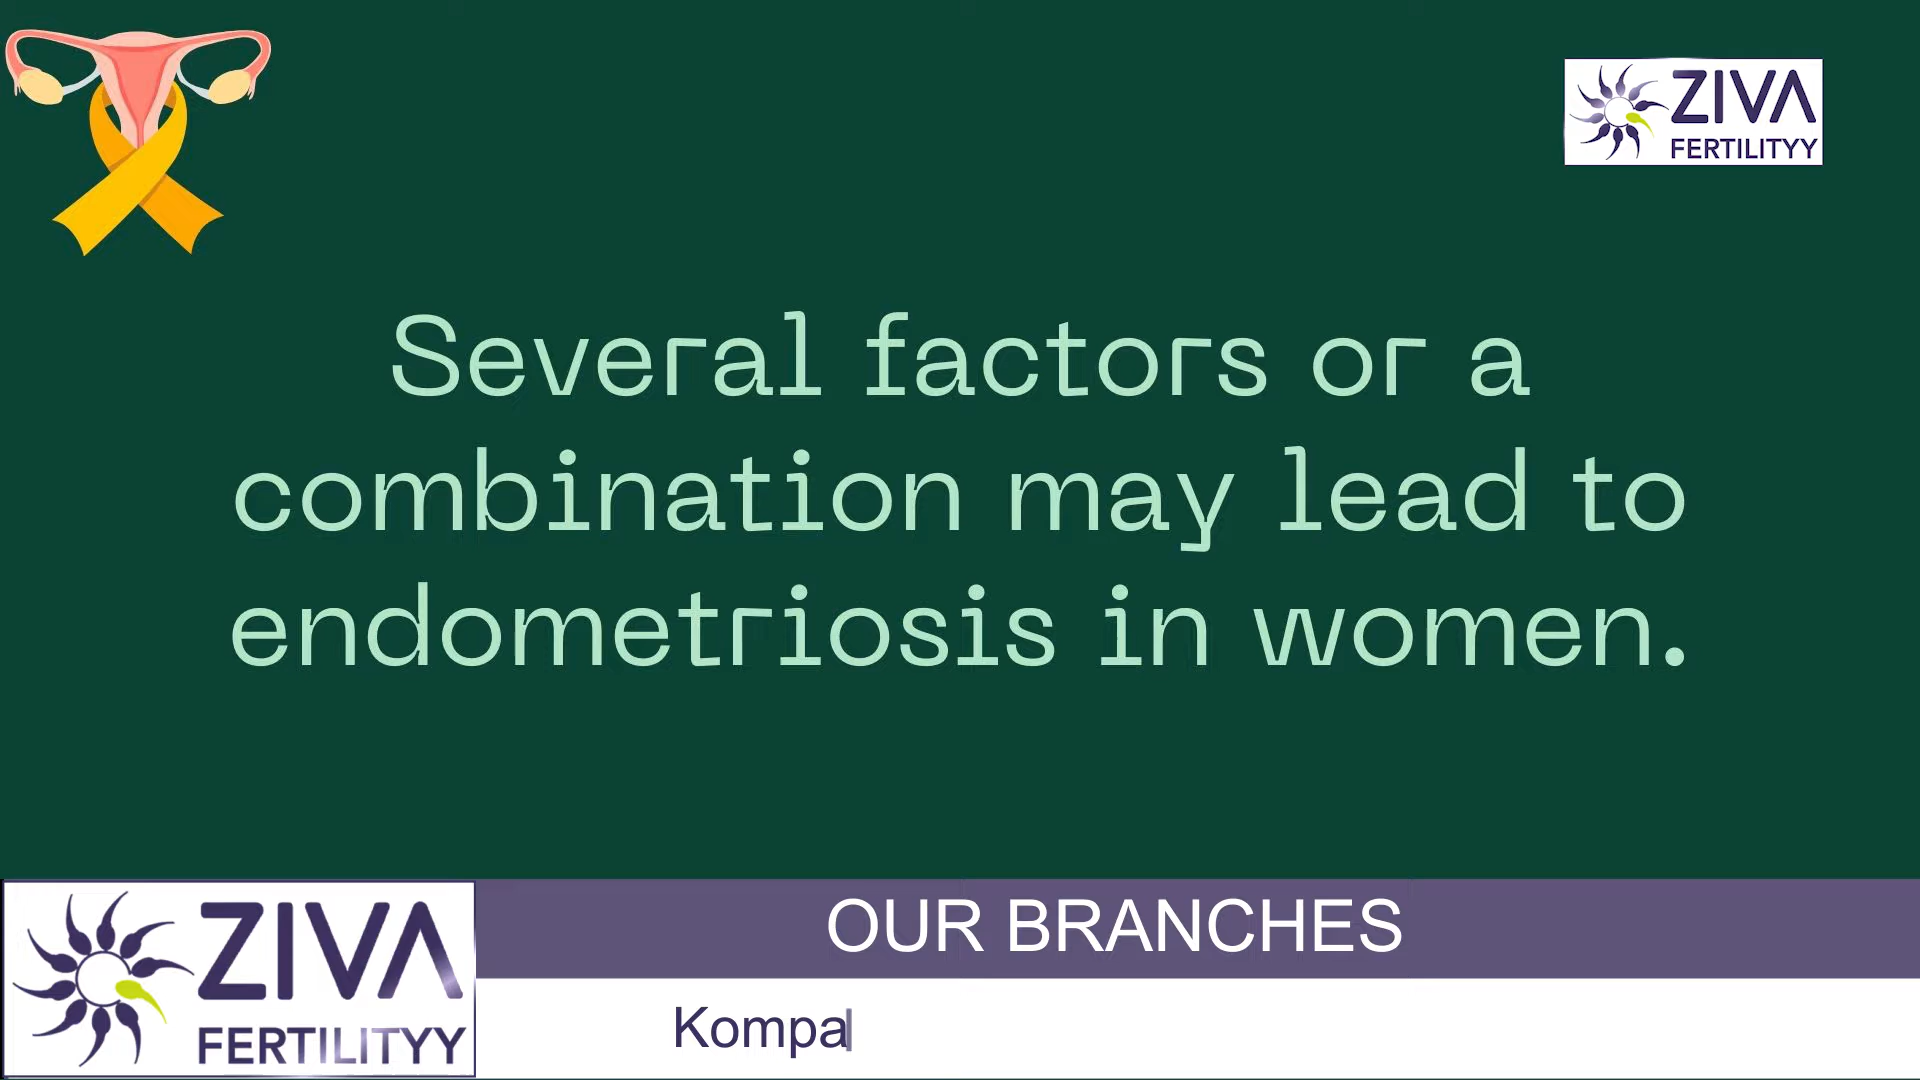 ZIVA
FERTILITYY
Several factors or a
combination may lead to
endometriosis in women.
ZIVA
FERTILITYY
OUR BRANCHES
Kompa